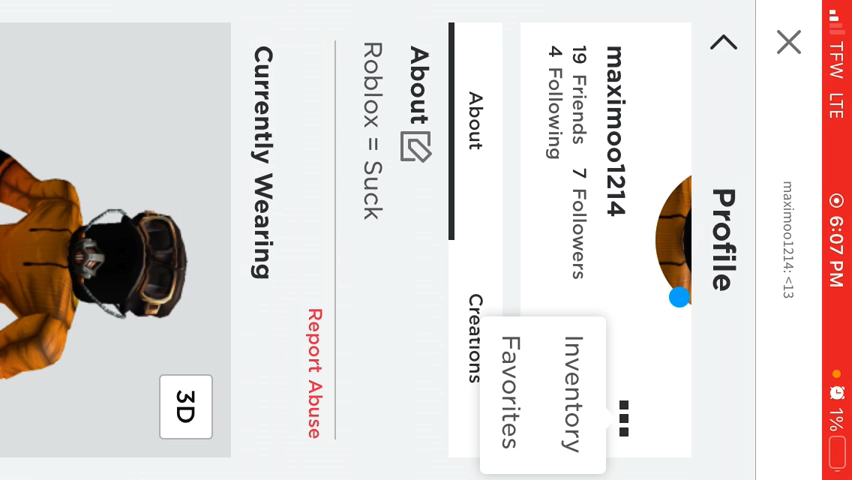 TFW LTE 6:07 PM 1%
maximoo1214: <13
Profile
maximoo1214
19 Friends 7 Followers
4 Following
Inventory
Favorites
About Creations
About
Roblox = Suck
Report Abuse
Currently Wearing
3D